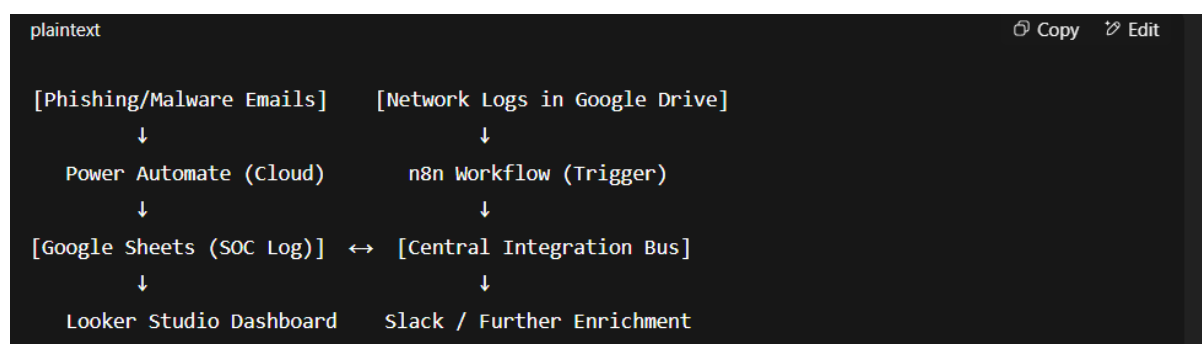 plaintext Copy Edit
[Phishing/Malware Emails] [Network Logs in Google Drive]
↓ ↓
Power Automate (Cloud) n8n Workflow (Trigger)
↓ ↓
[Google Sheets (SOC Log)] ↔ [Central Integration Bus]
↓ ↓
Looker Studio Dashboard Slack / Further Enrichment